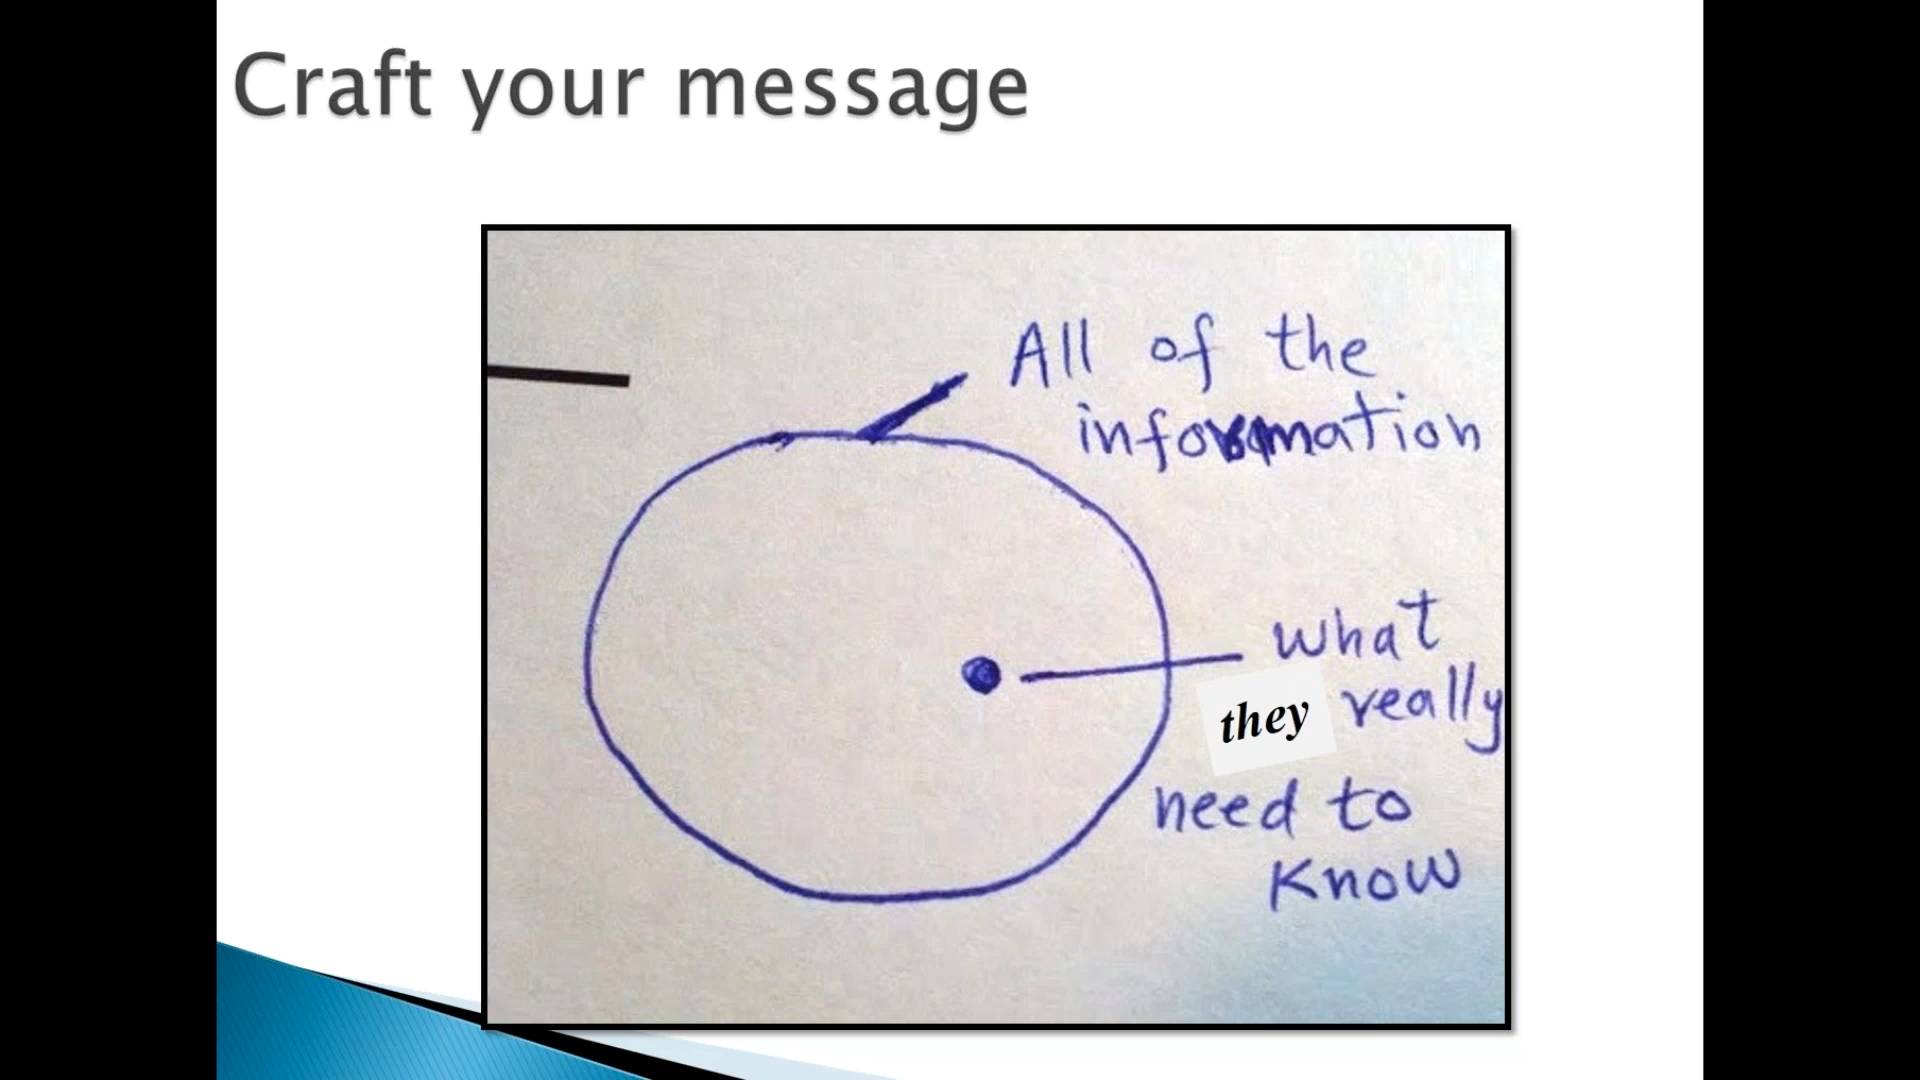 Craft your message
All of the
information
what
they really
need to
Know